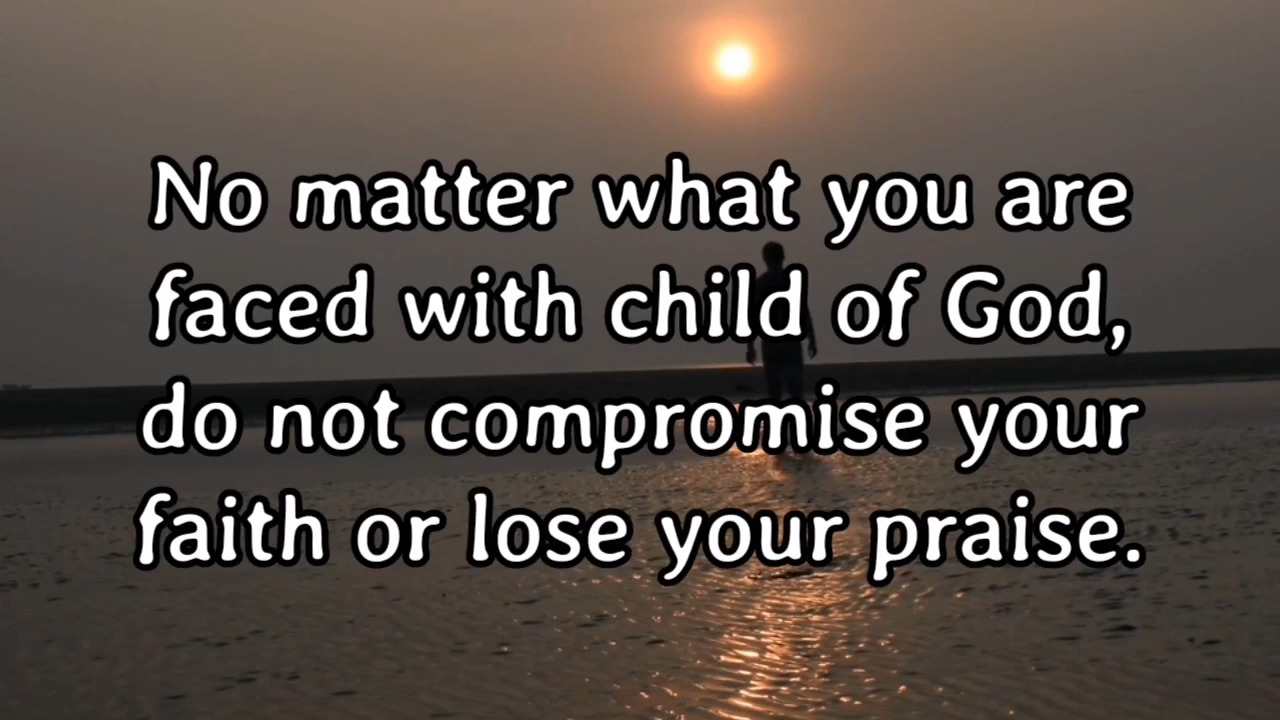 No matter what you are
faced with child of God,
do not compromise your
faith or lose your praise.